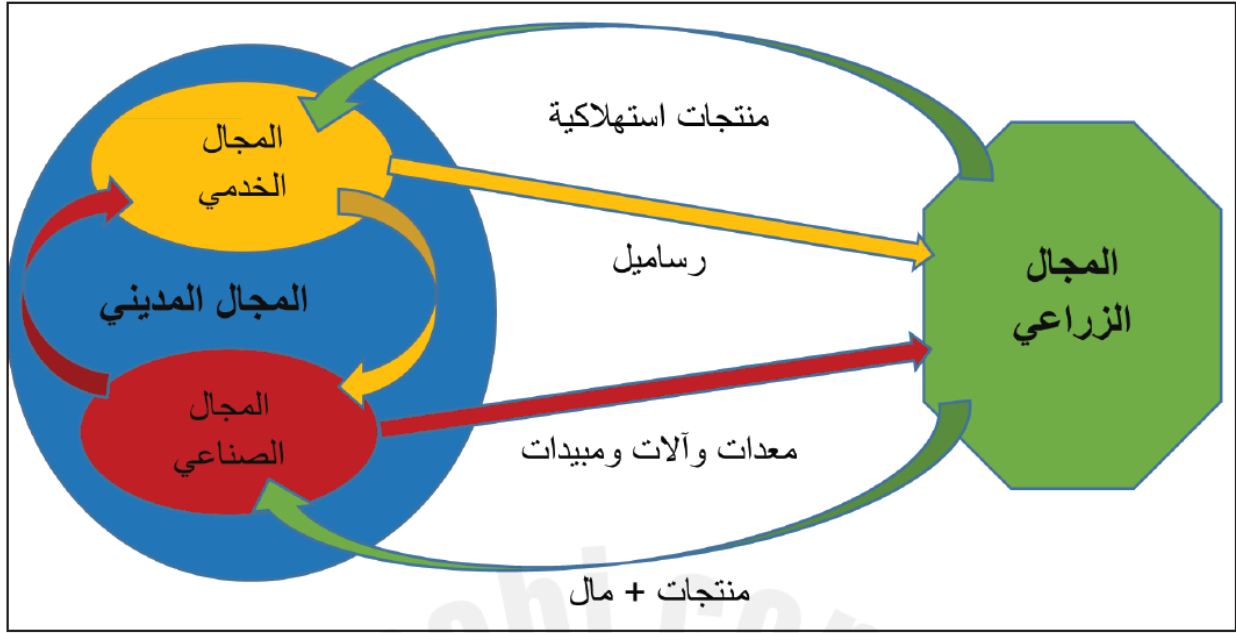 منتجات استهلاكية
المجال
الخدمي
رساميل
المجال
الزراعي
المجال المديني
المجال
الصناعي
معدات وآلات ومبيدات
منتجات + مال